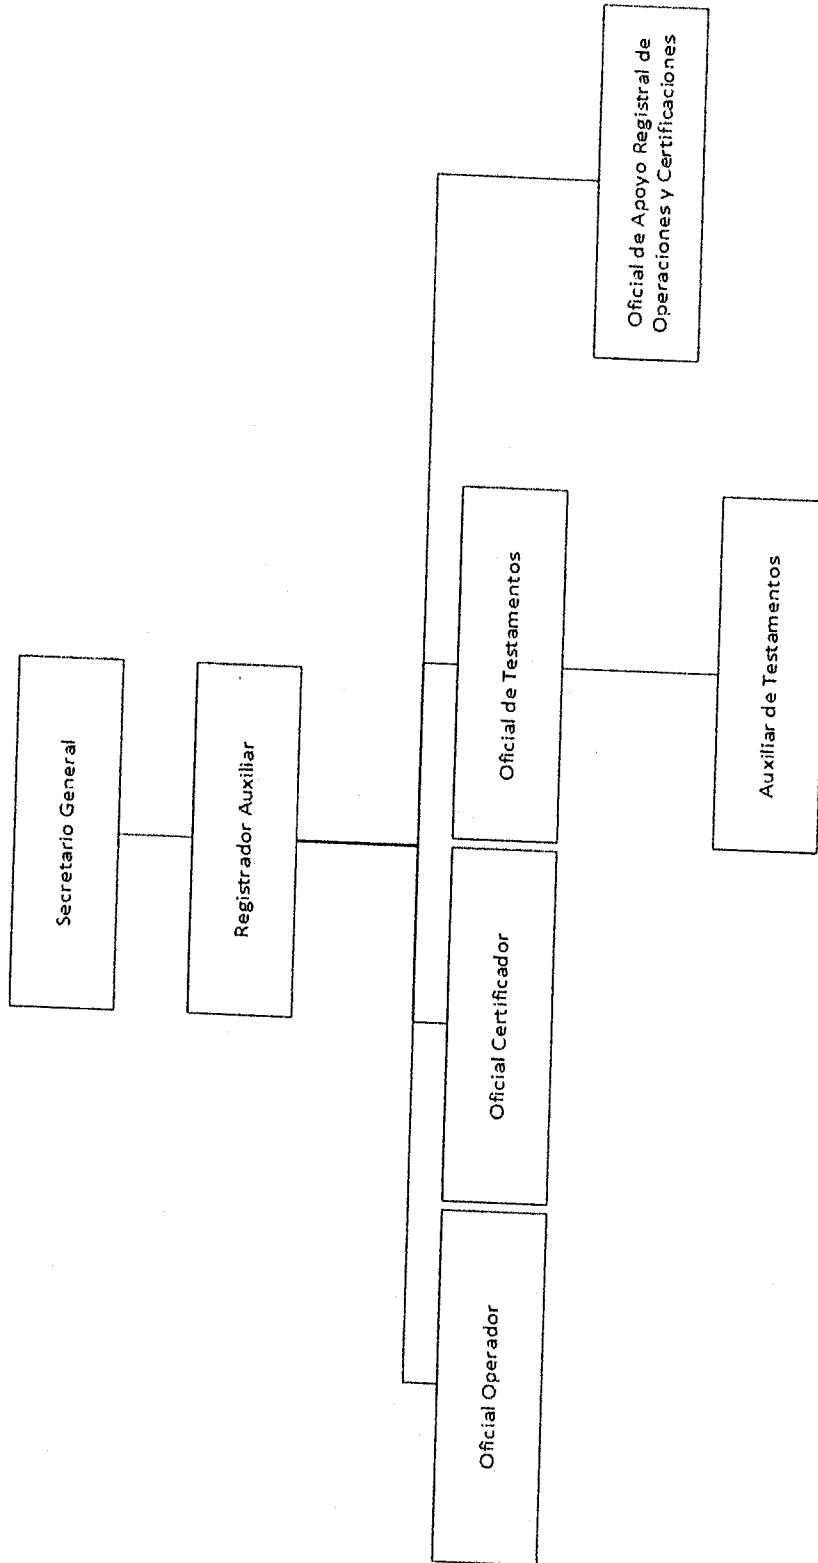 Secretario General
Registrador Auxiliar
Oficial Operador
Oficial Certificador
Oficial de Testamentos
Oficial de Apoyo Registral de
Operaciones y Certificaciones
Auxiliar de Testamentos